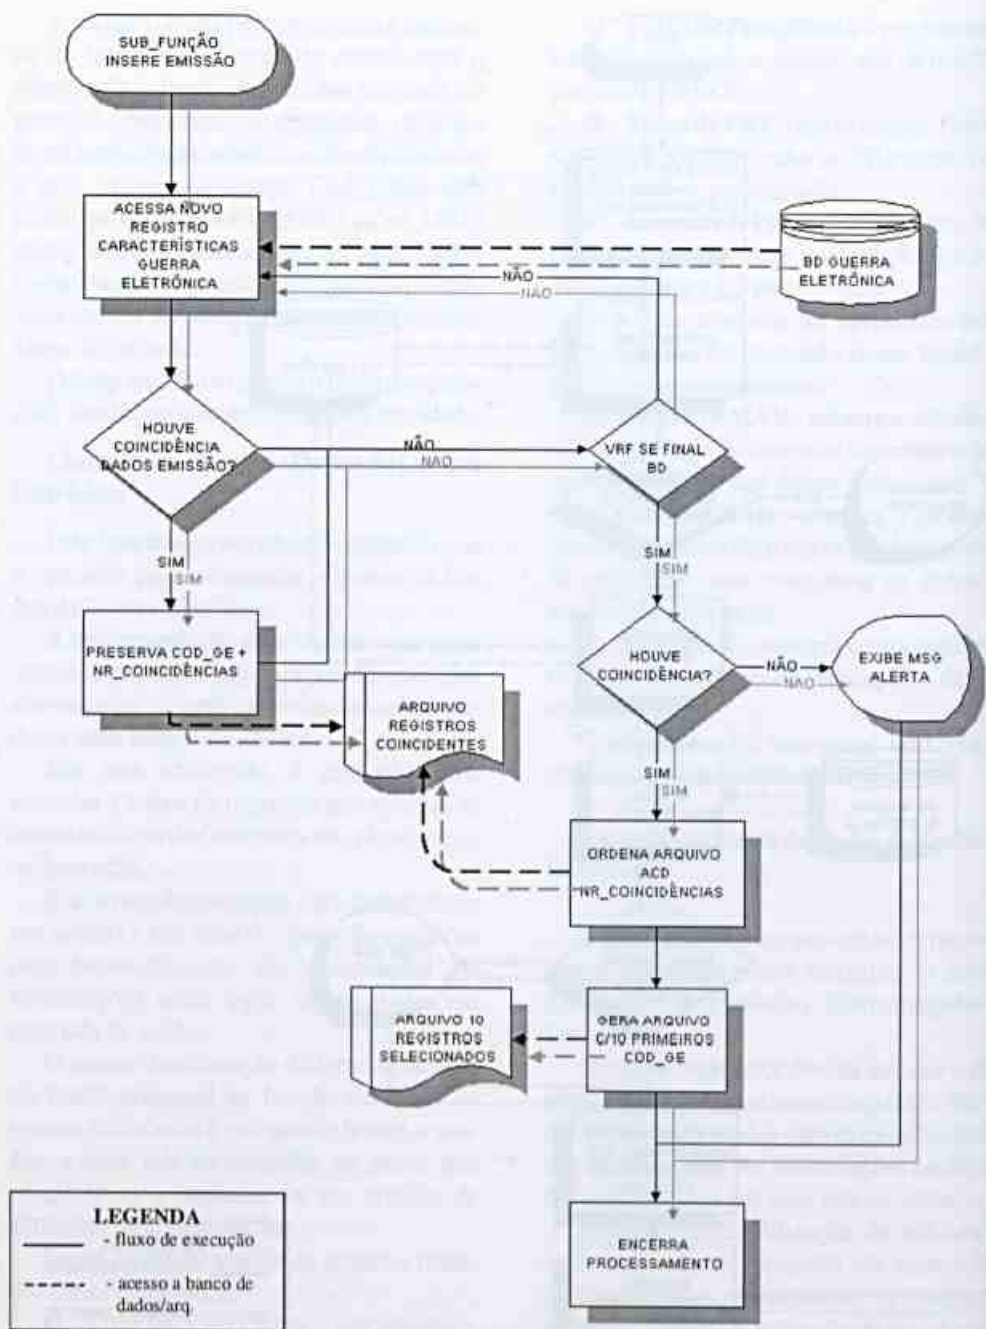 SUB_FUNÇÃO
INSERE EMISSÃO
ACESSA NOVO
REGISTRO
CARACTERÍSTICAS
GUERRA
ELETRÔNICA
BD GUERRA
ELETRÔNICA
NÃO
NÃO
HOUVE
COINCIDÊNCIA
DADOS EMISSÃO?
NÃO
NAO
VRF SE FINAL
BD
SIM
SIM
SIM
SIM
PRESERVA COD_GE +
NR_COINCIDÊNCIAS
HOUVE
COINCIDÊNCIA?
NÃO
NAO
EXIBE MSG
ALERTA
ARQUIVO
REGISTROS
COINCIDENTES
SIM
SIM
ORDENA ARQUIVO
ACD
NR_COINCIDÊNCIAS
ARQUIVO 10
REGISTROS
SELECIONADOS
GERA ARQUIVO
C/10 PRIMEIROS
COD_GE
ENCERRA
PROCESSAMENTO
LEGENDA
- fluxo de execução
- acesso a banco de
dados/arq.